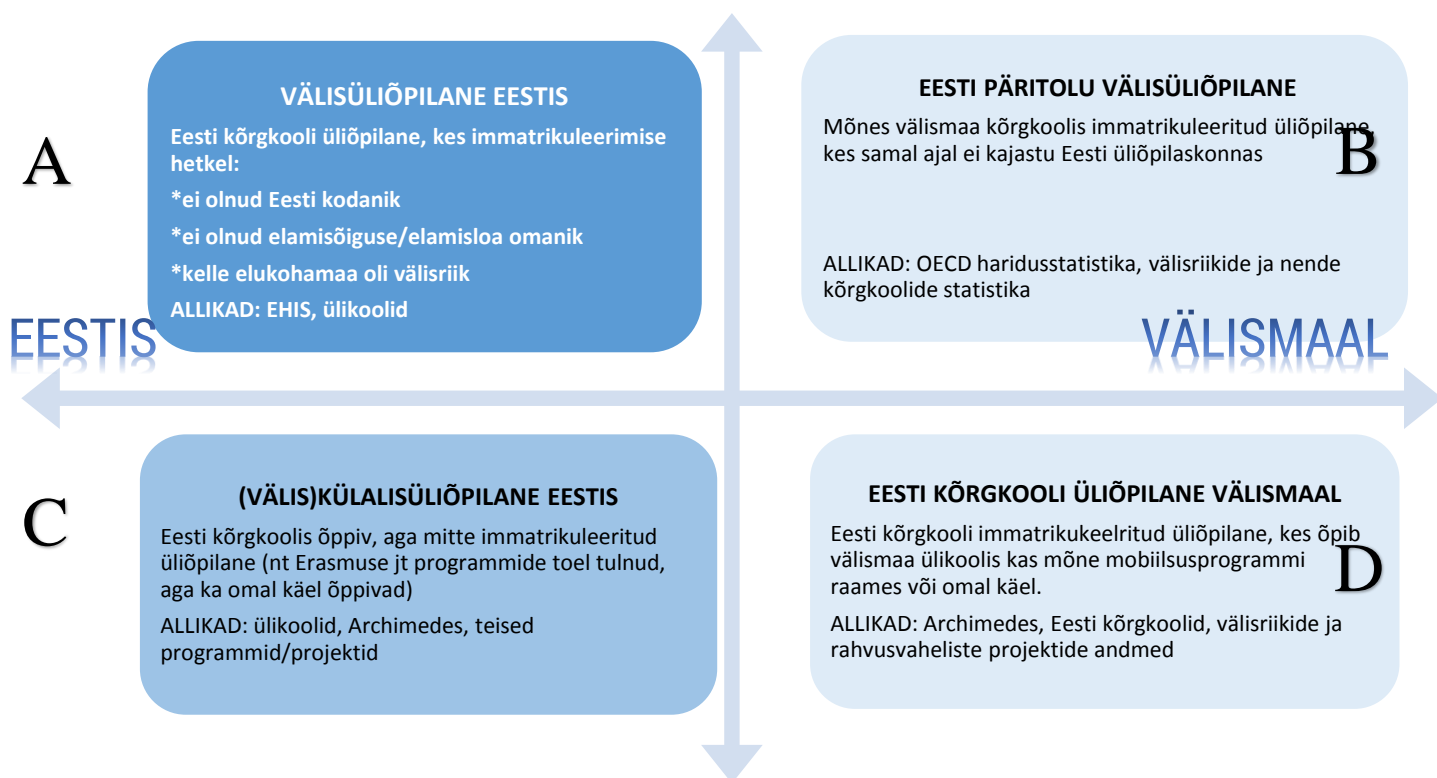 A
VÄLISÜLIÕPILANE EESTIS
Eesti kõrgkooli üliõpilane, kes immatrikuleerimise
hetkel:
*ei olnud Eesti kodanik
*ei olnud elamisõiguse/elamisloa omanik
*kelle elukohamaa oli välisriik
ALLIKAD: EHIS, ülikoolid
B
EESTI PÄRITOLU VÄLISÜLIÕPILANE
Mõnes välismaa kõrgkoolis immatrikuleeritud üliõpilane,
kes samal ajal ei kajastu Eesti üliõpilaskonnas
ALLIKAD: OECD haridusstatistika, välisriikide ja nende
kõrgkoolide statistika
EESTIS
VÄLISMAAL
C
(VÄLIS)KÜLALISÜLIÕPILANE EESTIS
Eesti kõrgkoolis õppiv, aga mitte immatrikuleeritud
üliõpilane (nt Erasmuse jt programmide toel tulnud,
aga ka omal käel õppivad)
ALLIKAD: ülikoolid, Archimedes, teised
programmid/projektid
D
EESTI KÕRGKOOLI ÜLIÕPILANE VÄLISMAAL
Eesti kõrgkooli immatrikukeelritud üliõpilane, kes õpib
välismaa ülikoolis kas mõne mobiilsusprogrammi
raames või omal käel.
ALLIKAD: Archimedes, Eesti kõrgkoolid, välisriikide ja
rahvusvaheliste projektide andmed